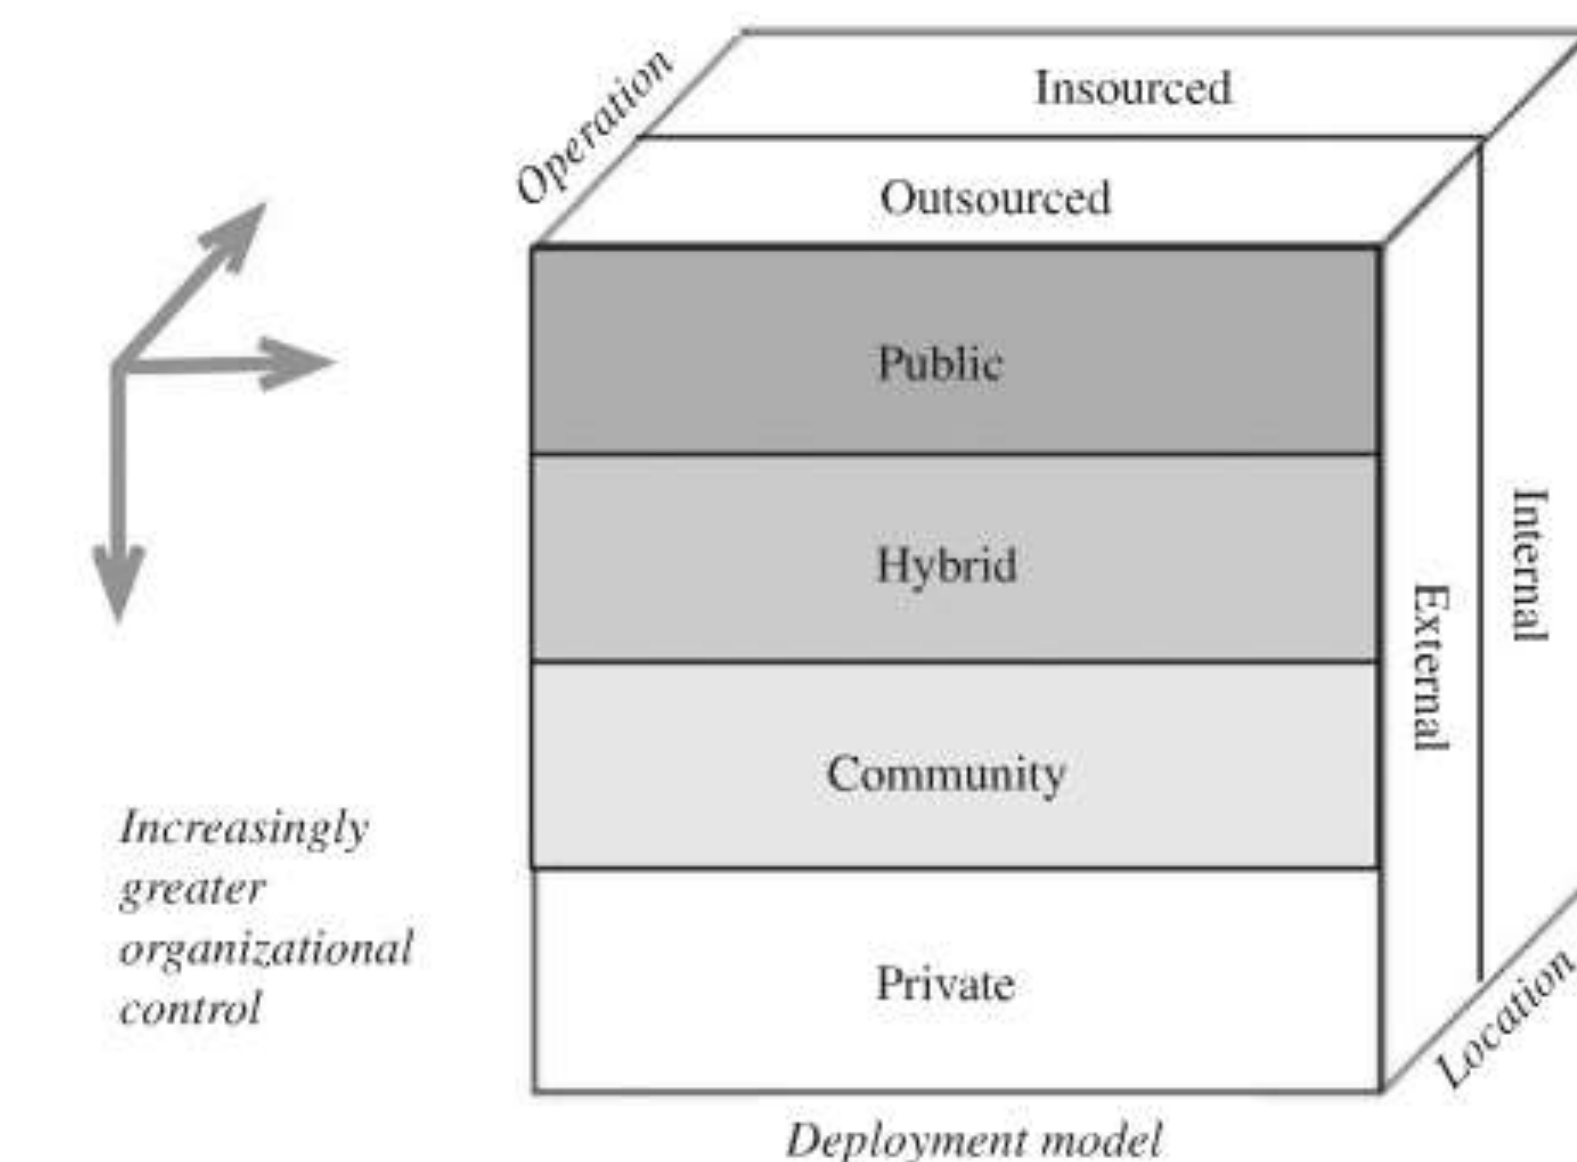 Operation
Insourced
Outsourced
Public
Hybrid
Community
Private
External
Internal
Location
Deployment model
Increasingly
greater
organizational
control